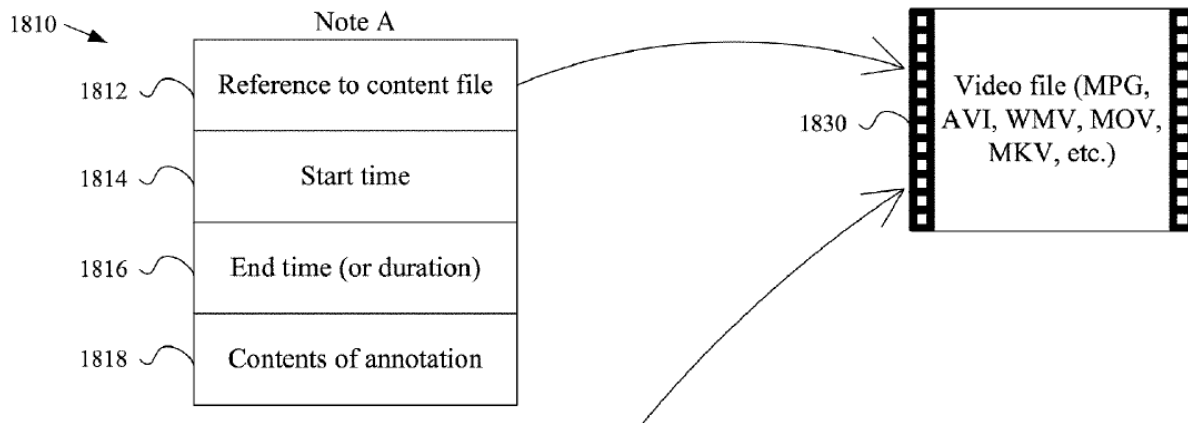 1810
Note A
1812
Reference to content file
1814
Start time
1816
End time (or duration)
1818
Contents of annotation
1830
Video file (MPG,
AVI, WMV, MOV,
MKV, etc.)